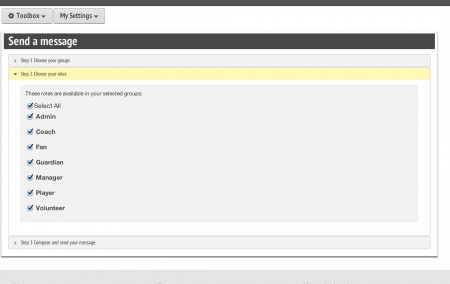 Toolbox My Settings
Send a message
Step 1 Choose your groups
Step 2 Choose your roles
These roles are available in your selected groups:
Select All
Admin
Coach
Fan
Guardian
Manager
Player
Volunteer
Step 3 Compose and send your message